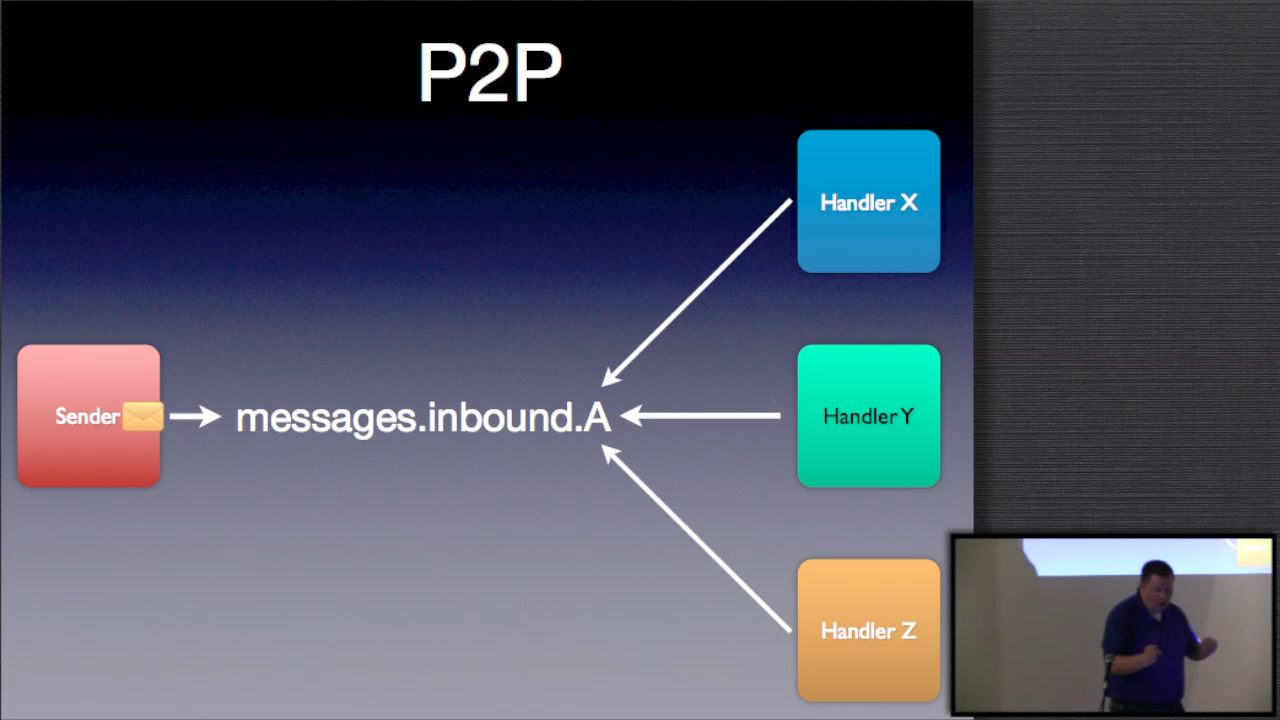 P2P
Handler X
Sender
messages.inbound.A
Handler Y
Handler Z